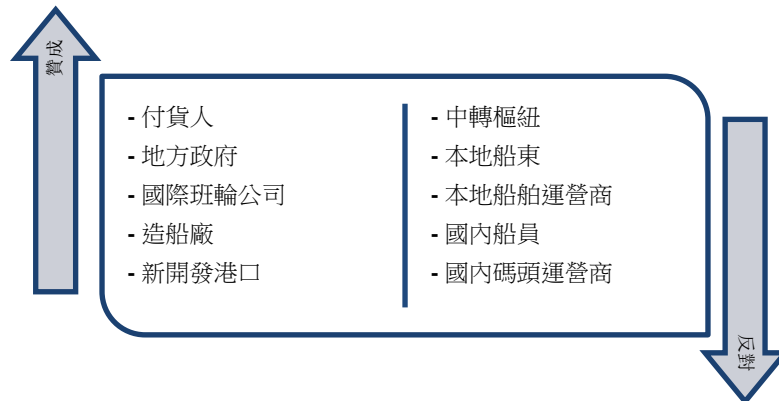 贊成
- 付貨人
- 地方政府
- 國際班輪公司
- 造船廠
- 新開發港口
- 中轉樞紐
- 本地船東
- 本地船舶運營商
- 國內船員
- 國內碼頭運營商
反對